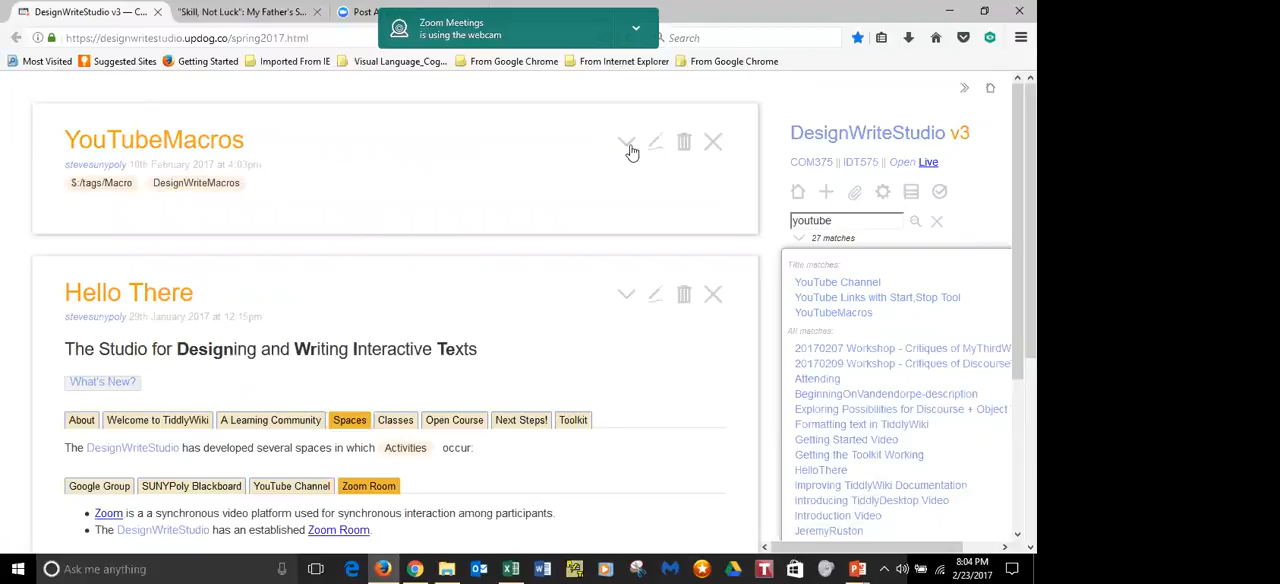 DesignWriteStudio v3 — C...
"Skill, Not Luck": My Father's S...
Post A
Zoom Meetings
is using the webcam
https://designwritestudio.updog.co/spring2017.html
Search
Most Visited
Suggested Sites
Getting Started
Imported From IE
Visual_Language_Cog...
From Google Chrome
From Internet Explorer
From Google Chrome
YouTubeMacros
stevesunypoly 10th February 2017 at 4:03pm
$:/tags/Macro DesignWriteMacros
Hello There
stevesunypoly 29th January 2017 at 12:15pm
The Studio for Designing and Writing Interactive Texts
What's New?
About Welcome to TiddlyWiki A Learning Community Spaces Classes Open Course Next Steps! Toolkit
The DesignWriteStudio has developed several spaces in which Activities occur:
Google Group SUNYPoly Blackboard YouTube Channel Zoom Room
• Zoom is a a synchronous video platform used for synchronous interaction among participants.
• The DesignWriteStudio has an established Zoom Room.
DesignWriteStudio v3
COM375 || IDT575 || Open Live
youtube
27 matches
Title matches:
YouTube Channel
YouTube Links with Start,Stop Tool
YouTubeMacros
All matches:
20170207 Workshop - Critiques of MyThirdW
20170209 Workshop - Critiques of Discourse
Attending
BeginningOnVandendorpe-description
Exploring Possibilities for Discourse + Object
Formatting text in TiddlyWiki
Getting Started Video
Getting the Toolkit Working
HelloThere
Improving TiddlyWiki Documentation
Introducing TiddlyDesktop Video
Introduction Video
JeremyRuston
Ask me anything
8:04 PM
2/23/2017